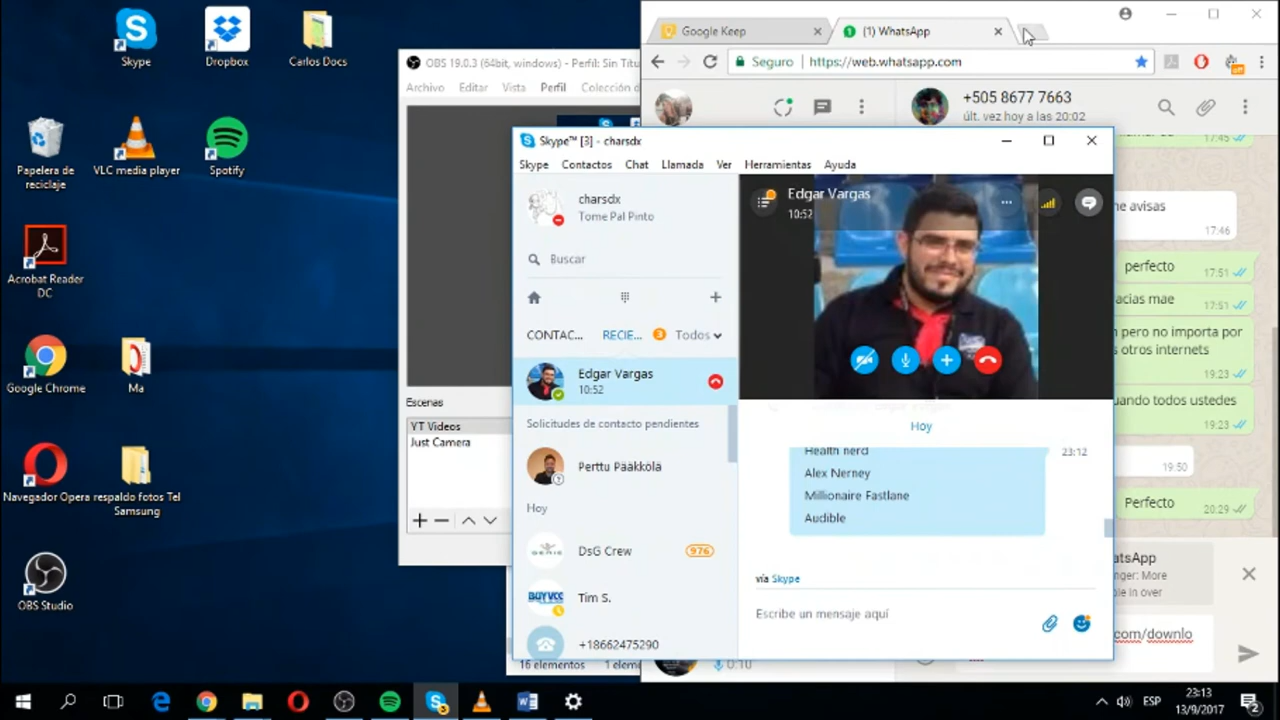 Skype
Dropbox
Carlos Docs
Papelera de
reciclaje
VLC media player
Spotify
Acrobat Reader
DC
Google Chrome
Ma
Navegador Opera
respaldo fotos Tel
Samsung
OBS Studio
OBS 19.0.3 (64bit, windows) - Perfil: Sin Titu
Archivo Editar Vista Perfil Colección d
Escenas
YT Videos
Just Camera
16 elementos 1 eleme
Google Keep
(1) WhatsApp
Seguro https://web.whatsapp.com
+505 8677 7663
últ. vez hoy a las 20:02
17:45
ne avisas
17:46
perfecto
17:51
acias mae
17:51
n pero no importa por
s otros internets
19:23
uando todos ustedes
19:23
19:50
Perfecto
20:29
atsApp
nger: More
ble in over
com/downlo
0:10
Skype™ [3] - charsdx
Skype Contactos Chat Llamada Ver Herramientas Ayuda
charsdx
Tome Pal Pinto
Buscar
CONTAC... RECIE... 3 Todos
Edgar Vargas
10:52
Solicitudes de contacto pendientes
Perttu Pääkkölä
Hoy
DsG Crew 976
BUYVCC
Tim S.
+18662475290
Edgar Vargas
10:52
Hoy
Health nerd
23:12
Alex Nerney
Millionaire Fastlane
Audible
vía Skype
Escribe un mensaje aquí
ESP
23:13
13/9/2017
2